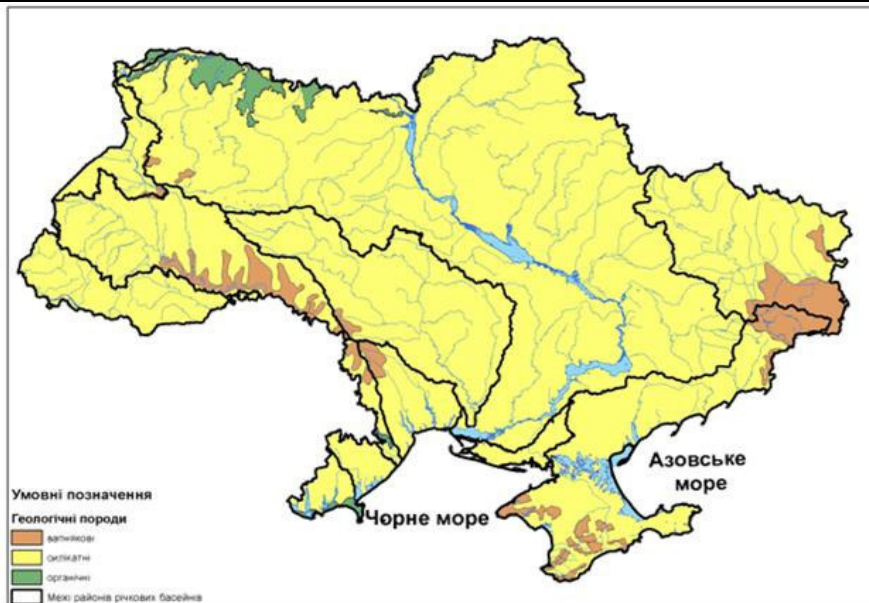 Азовське
море
Чорне море
Умовні позначення
Геологічні породи
вапнякові
силікатні
органічні
Межі районів річкових басейнів